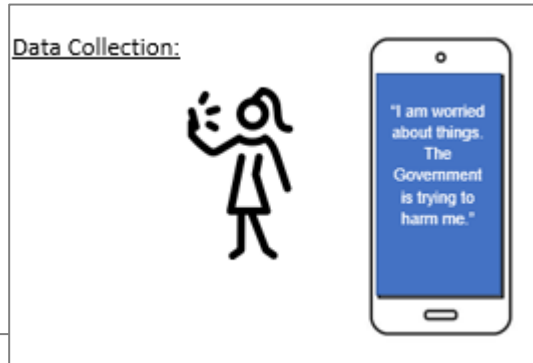 Data Collection:
"I am worried
about things.
The
Government
is trying to
harm me."